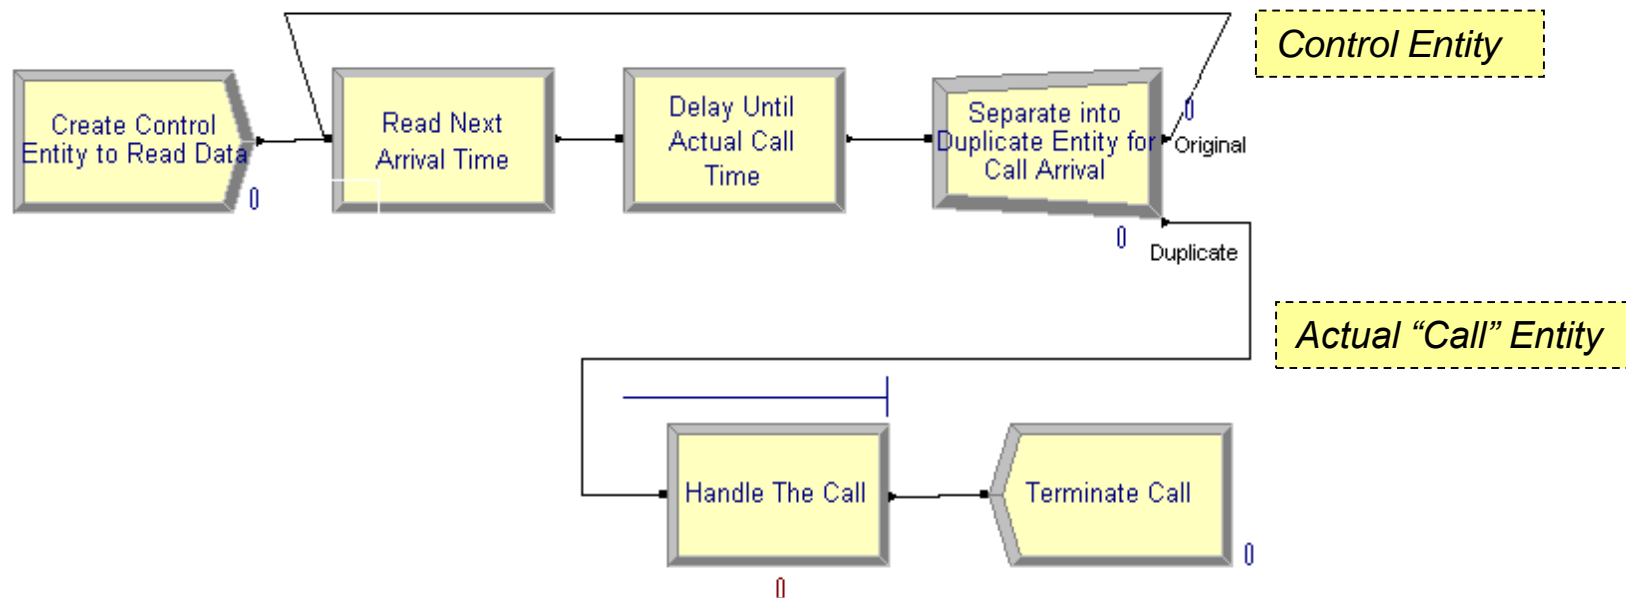 Control Entity
Create Control
Entity to Read Data
0
Read Next
Arrival Time
Delay Until
Actual Call
Time
Separate into
Duplicate Entity for
Call Arrival
0
Original
0
Duplicate
Actual “Call” Entity
Handle The Call
0
Terminate Call
0